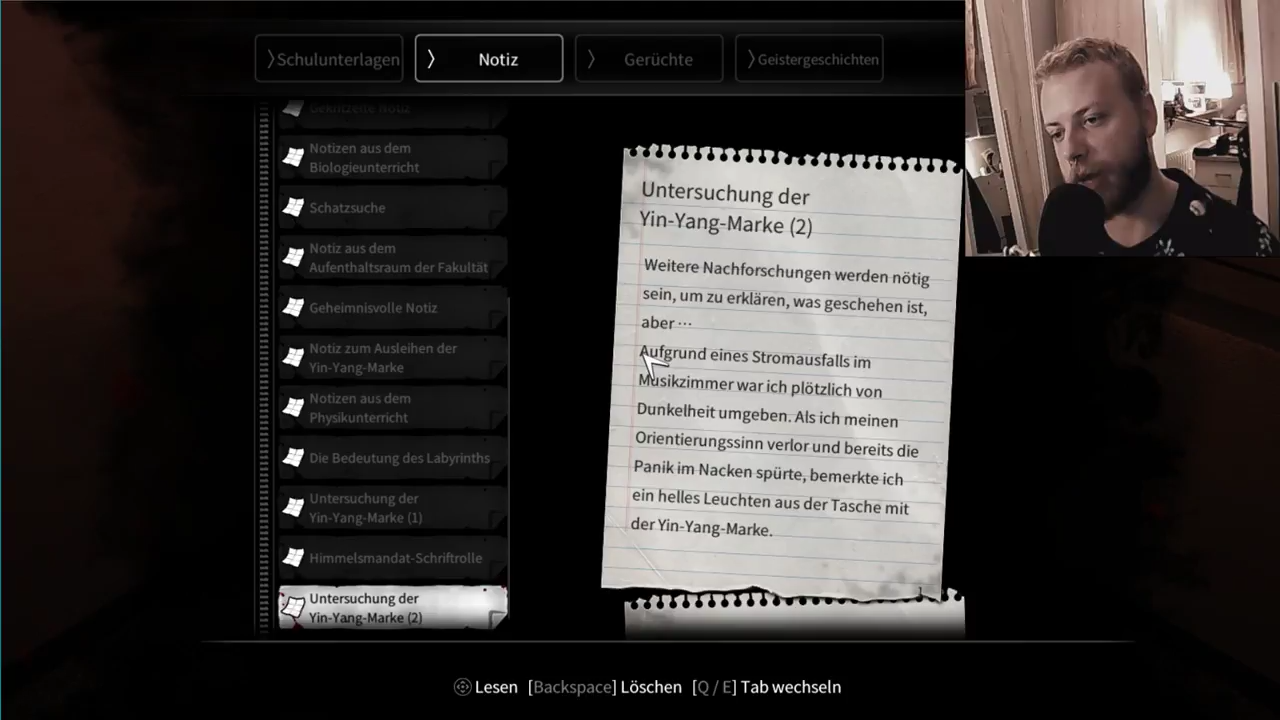 Schulunterlagen
Notiz
Gerüchte
Geistergeschichten
Gekritzelte Notiz
Notizen aus dem
Biologieunterricht
Schatzsuche
Notiz aus dem
Aufenthaltsraum der Fakultät
Geheimnisvolle Notiz
Notiz zum Ausleihen der
Yin-Yang-Marke
Notizen aus dem
Physikunterricht
Die Bedeutung des Labyrinths
Untersuchung der
Yin-Yang-Marke (1)
Himmelsmandat-Schriftrolle
Untersuchung der
Yin-Yang-Marke (2)
Untersuchung der
Yin-Yang-Marke (2)
Weitere Nachforschungen werden nötig
sein, um zu erklären, was geschehen ist,
aber ···
Aufgrund eines Stromausfalls im
Musikzimmer war ich plötzlich von
Dunkelheit umgeben. Als ich meinen
Orientierungssinn verlor und bereits die
Panik im Nacken spürte, bemerkte ich
ein helles Leuchten aus der Tasche mit
der Yin-Yang-Marke.
1
Lesen [Backspace] Löschen [Q / E] Tab wechseln